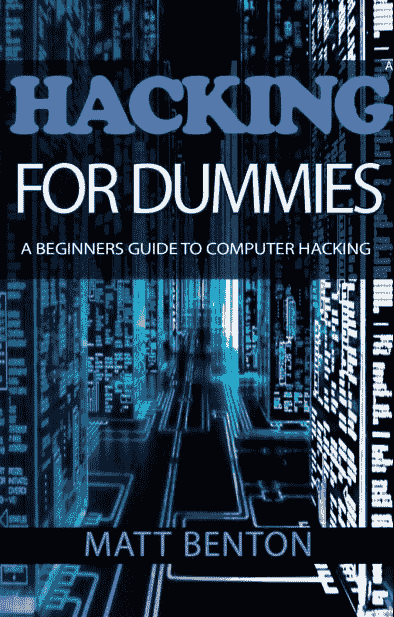 HACKING
FOR DUMMIES
A BEGINNERS GUIDE TO COMPUTER HACKING
MATT BENTON